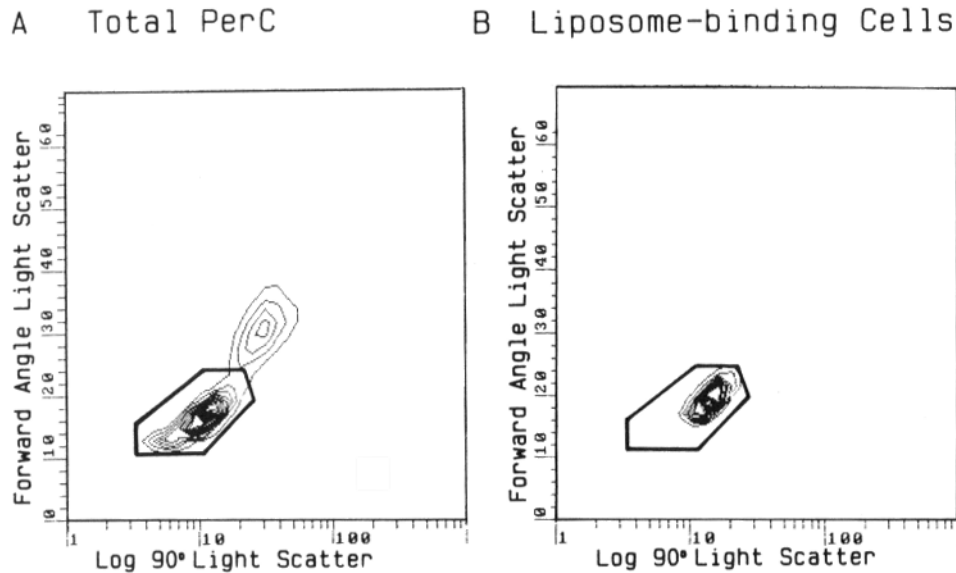 A Total PerC
B Liposome-binding Cells
Forward Angle Light Scatter
60
50
40
30
20
10
0
1 10 100
Log 90° Light Scatter
Forward Angle Light Scatter
60
50
40
30
20
10
0
1 10 100
Log 90° Light Scatter